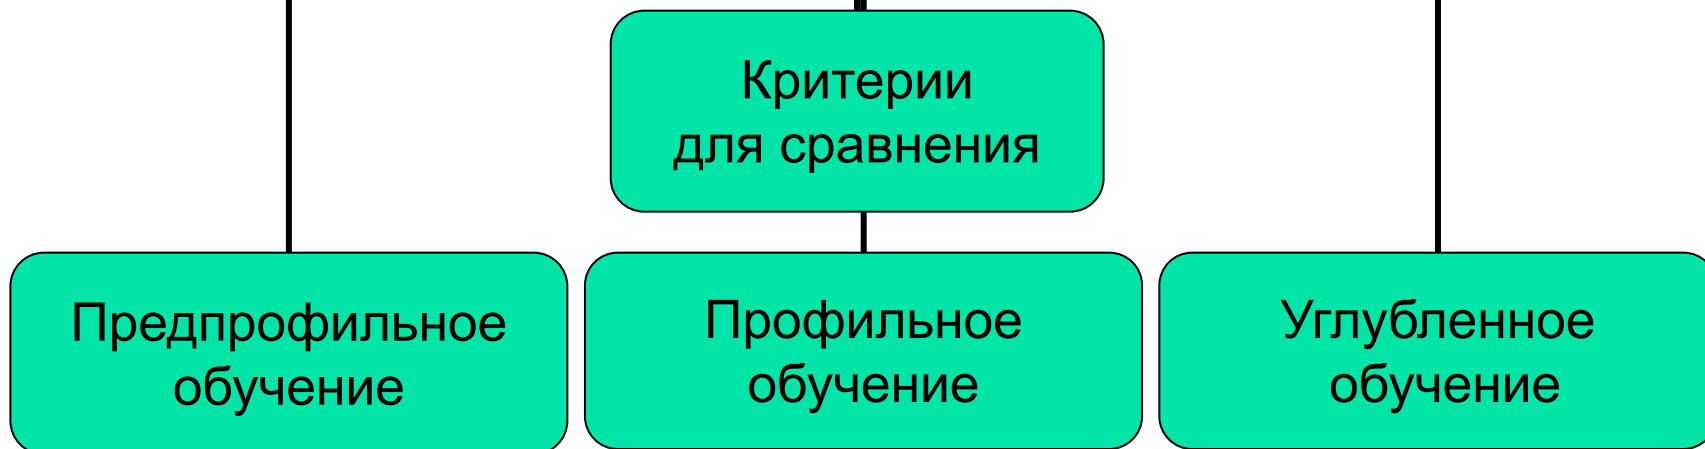 Критерии
для сравнения
Предпрофильное
обучение
Профильное
обучение
Углубленное
обучение